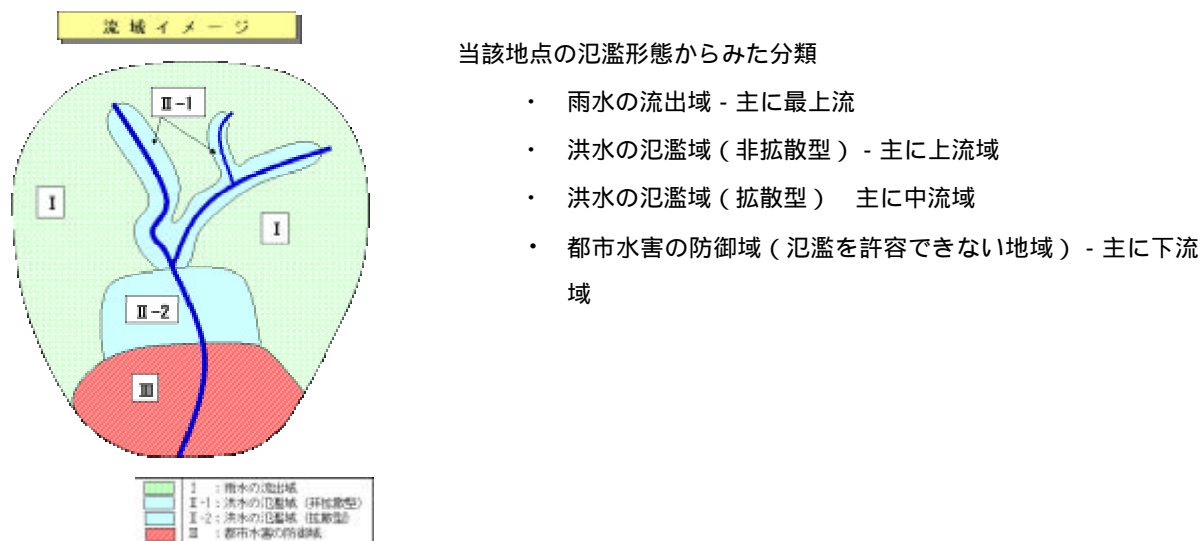 流域イメージ
Ⅱ-1
Ⅰ
Ⅰ
Ⅱ-2
Ⅲ
Ⅰ ：雨水の流出域
Ⅱ-1：洪水の氾濫域（非拡散型）
Ⅱ-2：洪水の氾濫域（拡散型）
Ⅲ ：都市水害の防御域
当該地点の氾濫形態からみた分類
・ 雨水の流出域 - 主に最上流
・ 洪水の氾濫域（非拡散型） - 主に上流域
・ 洪水の氾濫域（拡散型）　主に中流域
・ 都市水害の防御域（氾濫を許容できない地域） - 主に下流
域